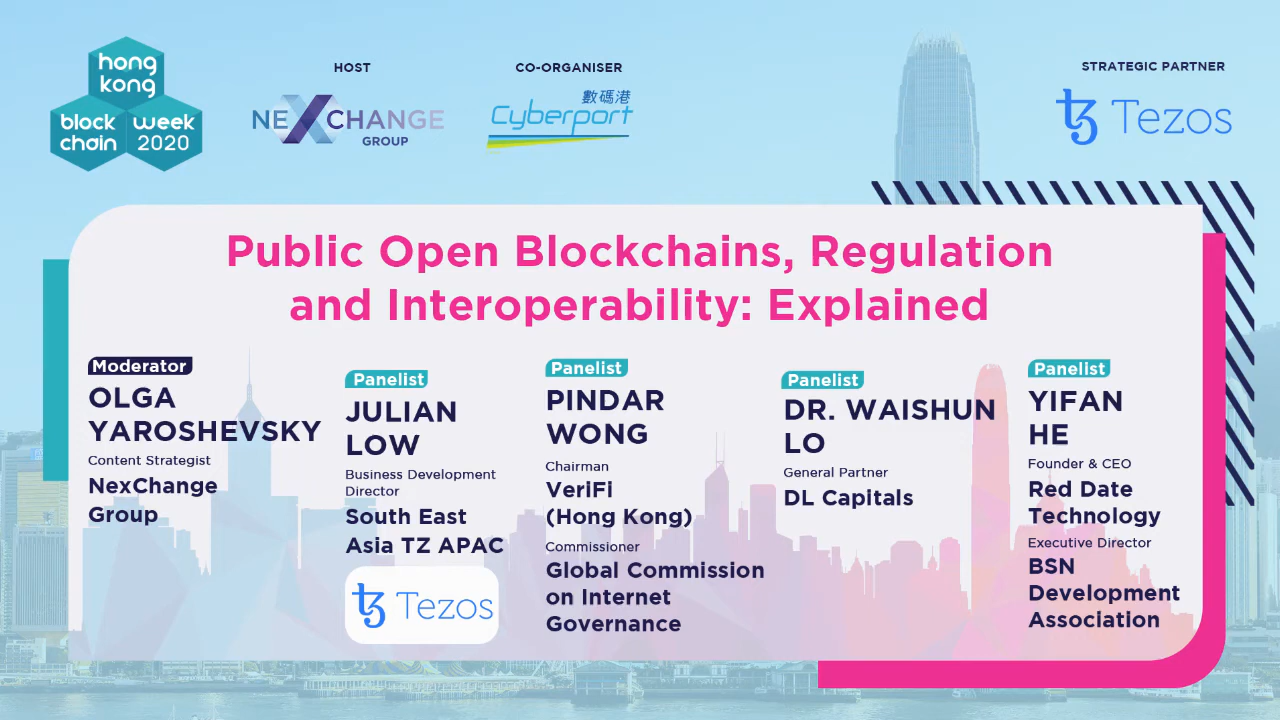 hong
kong
block
chain
week
2020
HOST
NEXCHANGE
GROUP
CO-ORGANISER
數碼港
Cyberport
STRATEGIC PARTNER
Tezos
Public Open Blockchains, Regulation
and Interoperability: Explained
Moderator
OLGA
YAROSHEVSKY
Content Strategist
NexChange
Group
Panelist
JULIAN
LOW
Business Development
Director
South East
Asia TZ APAC
Tezos
Panelist
PINDAR
WONG
Chairman
VeriFi
(Hong Kong)
Commissioner
Global Commission
on Internet
Governance
Panelist
DR. WAISHUN
LO
General Partner
DL Capitals
Panelist
YIFAN
HE
Founder & CEO
Red Date
Technology
Executive Director
BSN
Development
Association